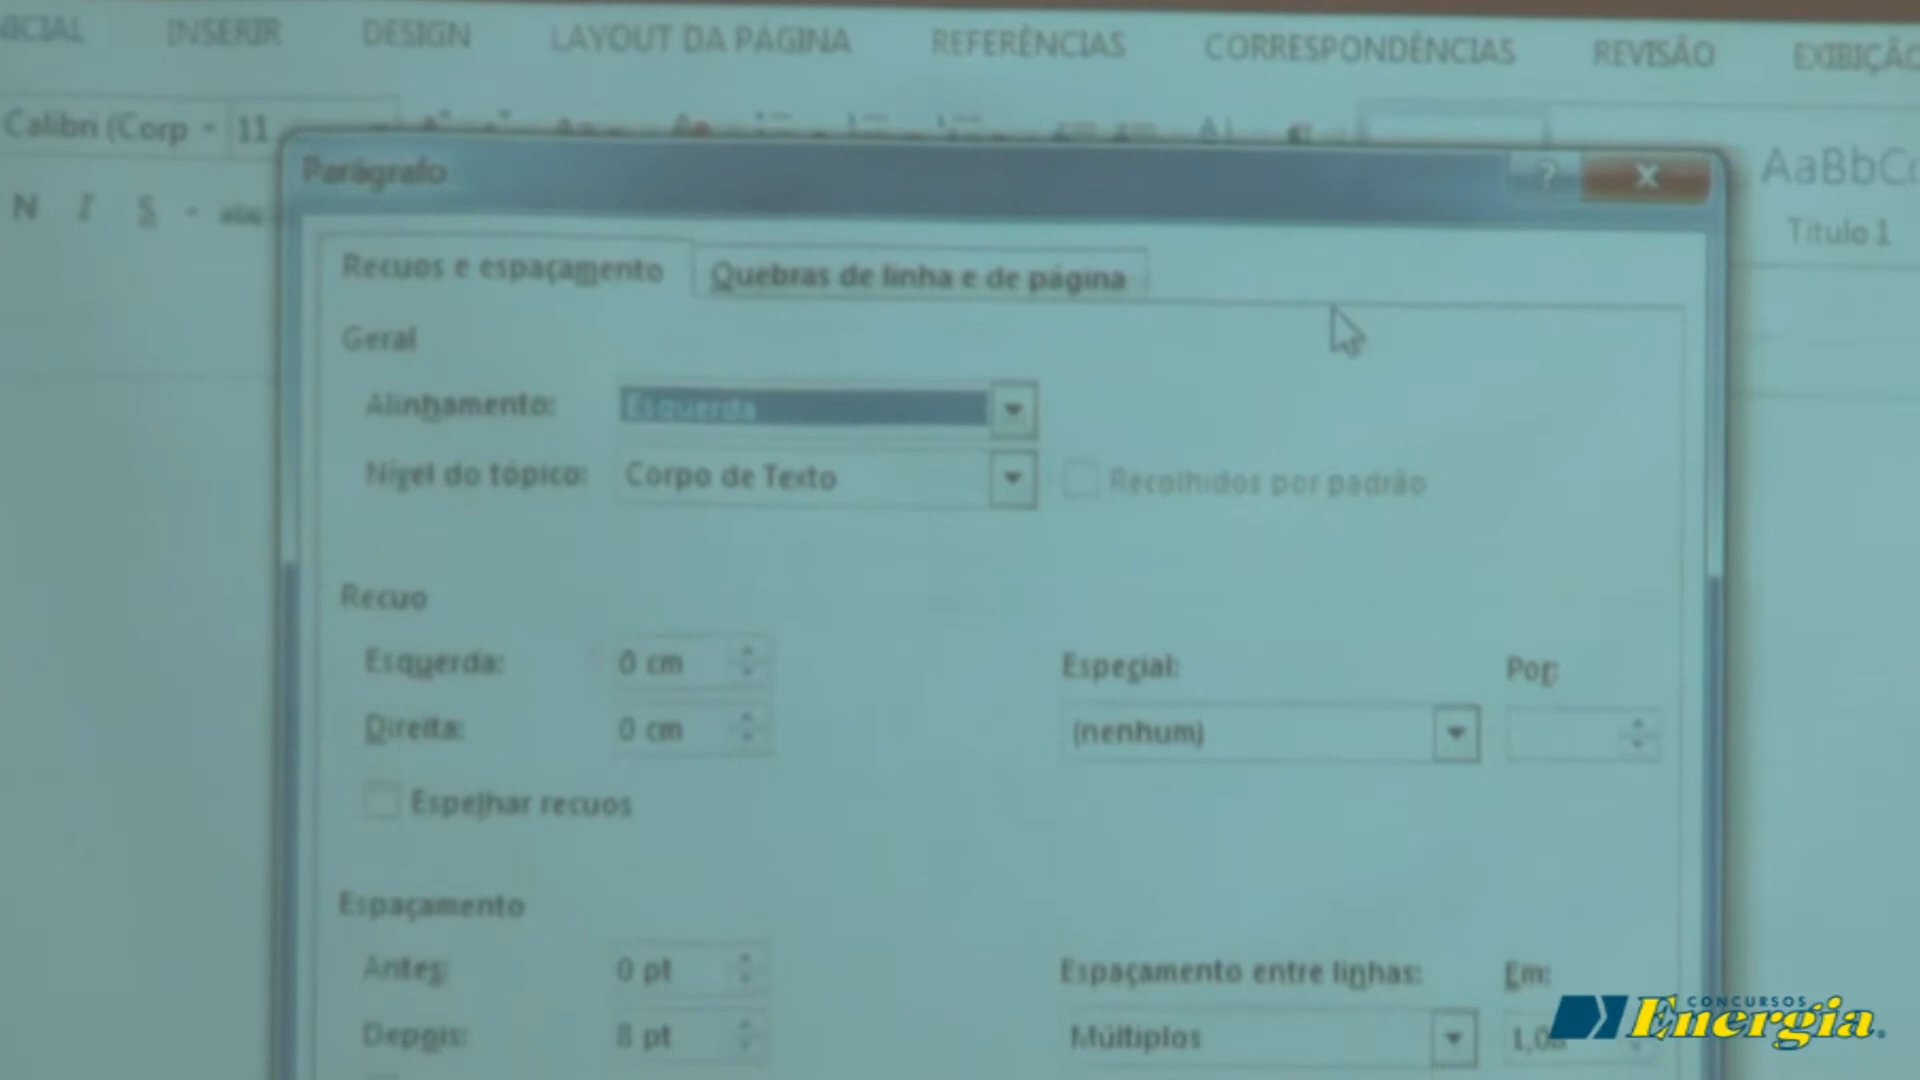 INSERIR DESIGN LAYOUT DA PÁGINA REFERÊNCIAS CORRESPONDÊNCIAS REVISÃO
Calibri (Corp 11
AaBbC
N I S abc
Título 1
Parágrafo ?
Recuos e espaçamento Quebras de linha e de página
Geral
Alinhamento: Esquerda
Nível do tópico: Corpo de Texto Recolhidos por padrão
Recuo
Esquerda: 0 cm Especial: Por:
Direita: 0 cm (nenhum)
Espelhar recuos
Espaçamento
Antes: 0 pt Espaçamento entre linhas: Em:
Depois: 8 pt Múltiplos
CONCURSOS
Energia.